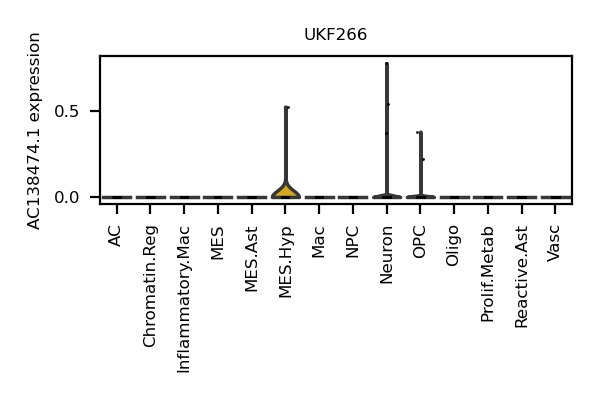 UKF266
AC138474.1 expression
0.5
0.0
AC
Chromatin.Reg
Inflammatory.Mac
MES
MES.Ast
MES.Hyp
Mac
NPC
Neuron
OPC
Oligo
Prolif.Metab
Reactive.Ast
Vasc